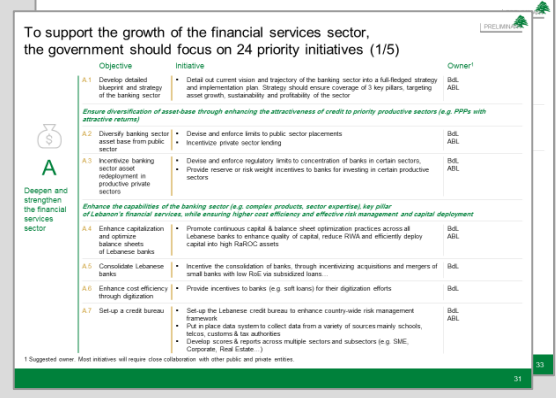 PRELIMINA
To support the growth of the financial services sector,
the government should focus on 24 priority initiatives (1/5)
Objective Initiative Owner1
A.1 Develop detailed blueprint and strategy of the banking sector
• Detail out current vision and trajectory of the banking sector into a full-fledged strategy
and implementation plan. Strategy should ensure coverage of 3 key pillars, targeting
asset growth, sustainability and profitability of the sector
BdL
ABL
Ensure diversification of asset-base through enhancing the attractiveness of credit to priority productive sectors (e.g. PPPs with
attractive returns)
A
Deepen and
strengthen
the financial
services
sector
A.2 Diversify banking sector
asset base from public
sector
• Devise and enforce limits to public sector placements
• Incentivize private sector lending
BdL
ABL
A.3 Incentivize banking
sector asset
redeployment in
productive private
sectors
• Devise and enforce regulatory limits to concentration of banks in certain sectors,
• Provide reserve or risk weight incentives to banks for investing in certain productive
sectors
BdL
ABL
Enhance the capabilities of the banking sector (e.g. complex products, sector expertise), key pillar
of Lebanon's financial services, while ensuring higher cost efficiency and effective risk management and capital deployment
A.4 Enhance capitalization
and optimize
balance sheets
of Lebanese banks
• Promote continuous capital & balance sheet optimization practices across all
Lebanese banks to enhance quality of capital, reduce RWA and efficiently deploy
capital into high RaROC assets
BdL
ABL
A.5 Consolidate Lebanese
banks
• Incentive the consolidation of banks, through incentivizing acquisitions and mergers of
small banks with low RoE via subsidized loans...
BdL
A.6 Enhance cost efficiency
through digitization
• Provide incentives to banks (e.g. soft loans) for their digitization efforts
BdL
A.7 Set-up a credit bureau
• Set-up the Lebanese credit bureau to enhance country-wide risk management
framework
• Put in place data system to collect data from a variety of sources mainly schools,
telcos, customs & tax authorities
• Develop scores & reports across multiple sectors and subsectors (e.g. SME,
Corporate, Real Estate...)
BdL
ABL
1 Suggested owner. Most initiatives will require close collaboration with other public and private entities.
31
33